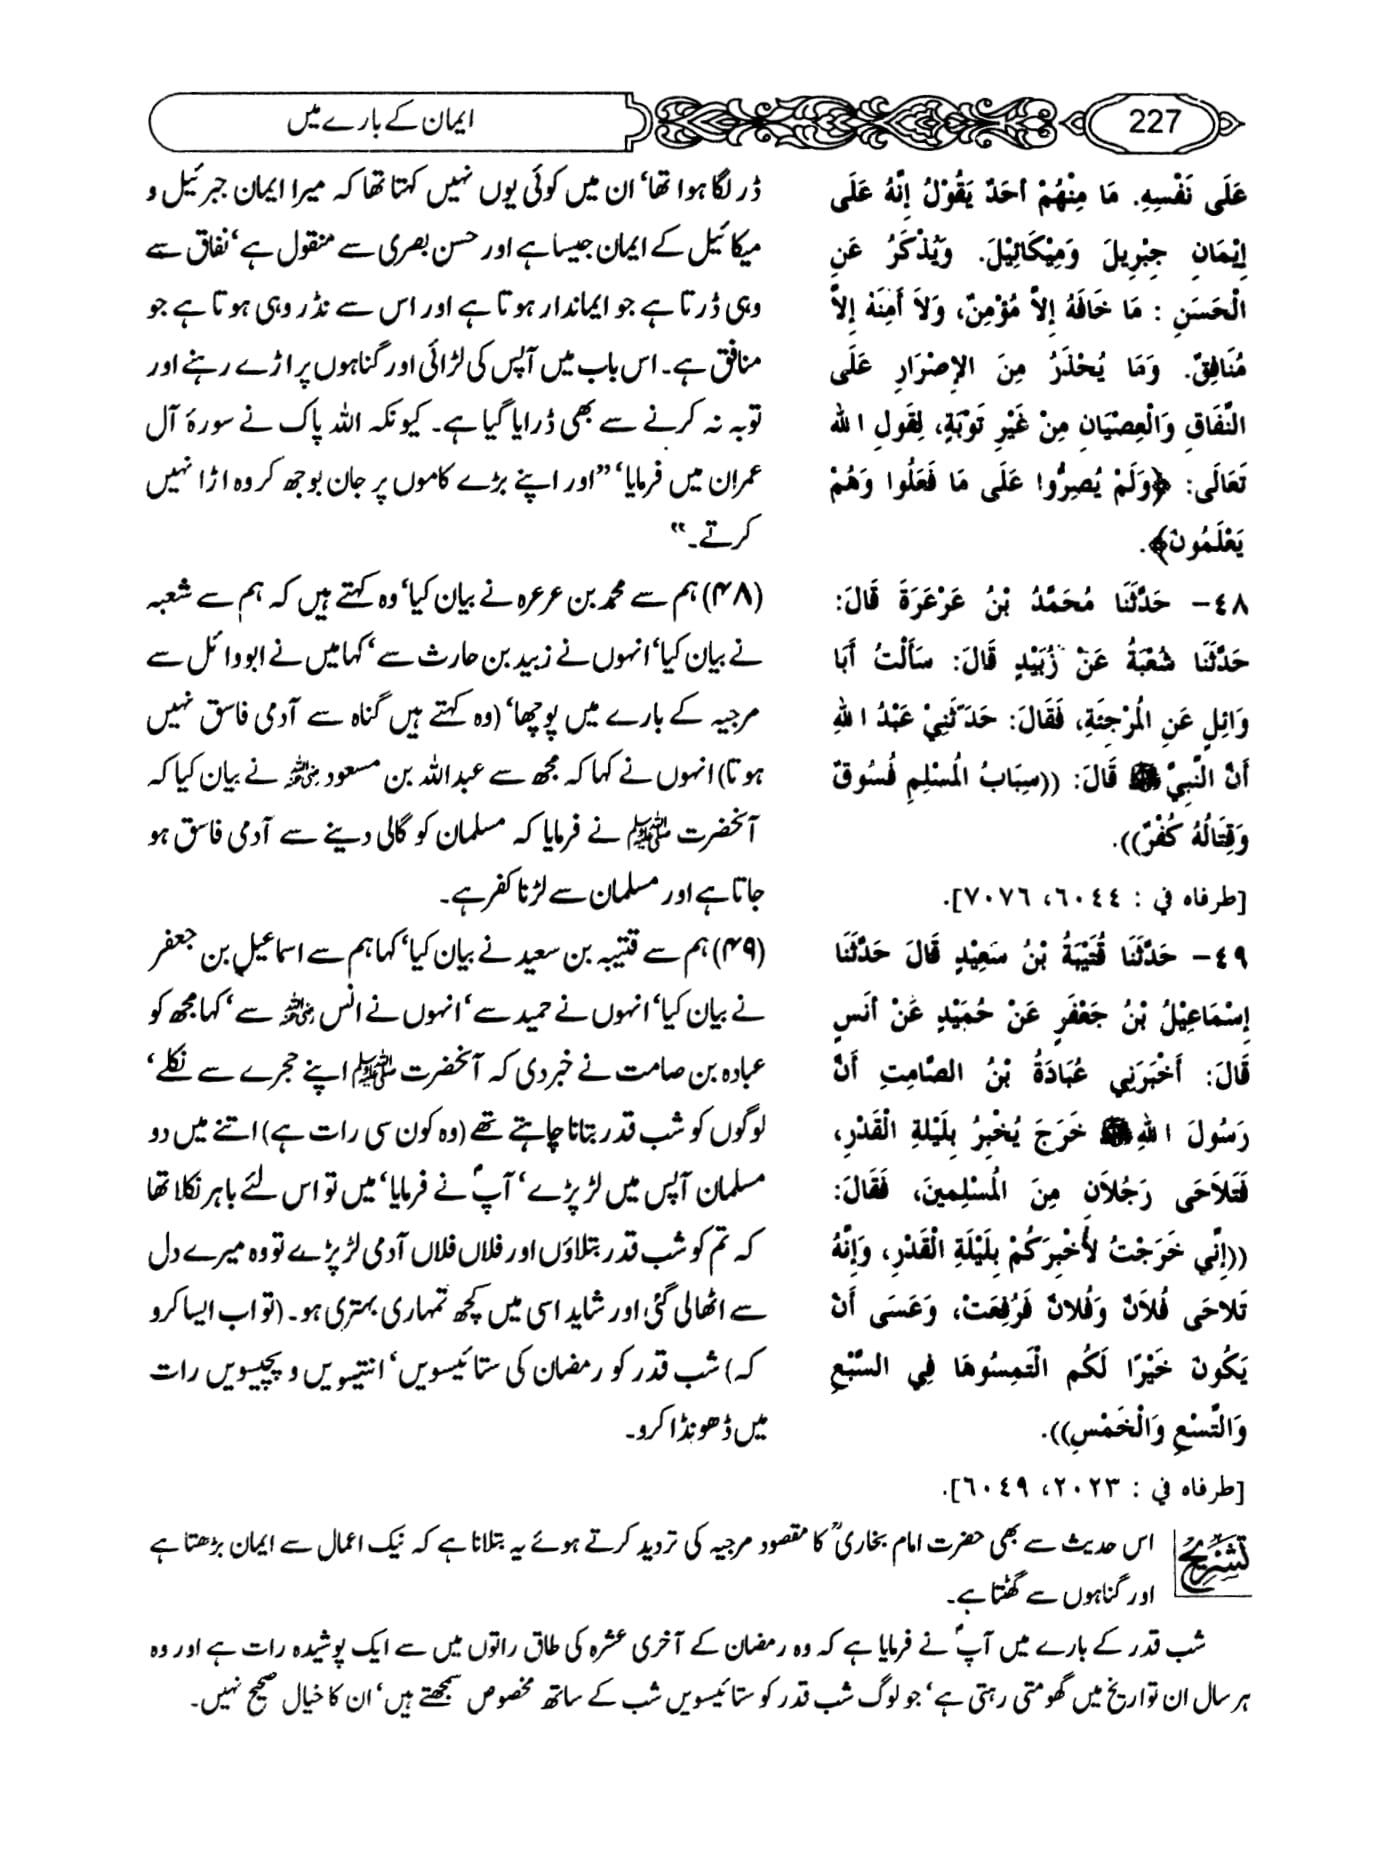 227
ایمان کے بارے میں
عَلَى نَفْسِهِ. مَا مِنْهُمْ أَحَدٌ يَقُوْلُ إِنَّهُ عَلَى
إِيْمَانِ جِبْرِيلَ وَمِيْكَائِيْلَ. وَيُذْكَرُ عَنِ
الْحَسَنِ : مَا خَافَهُ إِلاَّ مُؤْمِنٌ، وَلاَ أَمِنَهُ إِلاَّ
مُنَافِقٌ. وَمَا يُحْذَرُ مِنَ الإِصْرَارِ عَلَى
النَّفَاقِ وَالْعِصْيَانِ مِنْ غَيْرِ تَوْبَةٍ، لِقَولِ اللهِ
تَعَالَى: ﴿وَلَمْ يُصِرُّوا عَلَى مَا فَعَلُوا وَهُمْ
يَعْلَمُونَ﴾.
٤٨- حَدَّثَنَا مُحَمَّدُ بْنُ عَرْعَرَةَ قَالَ:
حَدَّثَنَا شُعْبَةُ عَنْ زُبَيْدٍ قَالَ: سَأَلْتُ أَبَا
وَائِلٍ عَنِ الْمُرْجِئَةِ، فَقَالَ: حَدَّثَنِيْ عَبْدُ اللهِ
أَنَّ النَّبِيَّ ﷺ قَالَ: ((سِبَابُ الْمُسْلِمِ فُسُوقٌ
وَقِتَالُهُ كُفْرٌ)).
[طرفاه في : ٦٠٤٤، ٧٠٧٦].
٤٩- حَدَّثَنَا قُتَيْبَةُ بْنُ سَعِيْدٍ قَالَ حَدَّثَنَا
إِسْمَاعِيْلُ بْنُ جَعْفَرٍ عَنْ حُمَيْدٍ عَنْ أَنَسٍ
قَالَ: أَخْبَرَنِي عُبَادَةُ بْنُ الصَّامِتِ أَنَّ
رَسُولَ اللهِ ﷺ خَرَجَ يُخْبِرُ بِلَيْلَةِ الْقَدْرِ،
فَتَلاَحَى رَجُلاَنِ مِنَ الْمُسْلِمِينَ، فَقَالَ:
((إِنِّي خَرَجْتُ لأُخْبِرَكُمْ بِلَيْلَةِ الْقَدْرِ، وَإِنَّهُ
تَلاحَى فُلاَنٌ وَفُلانٌ فَرُفِعَتْ، وَعَسَى أَنْ
يَكُونَ خَيْرًا لَكُم الْتَمِسُوهَا فِي السَّبْعِ
وَالتِّسْعِ وَالْخَمْسِ)).
[طرفاه في : ٢٠٢٣، ٦٠٤٩].
ڈر لگا ہوا تھا‘ ان میں کوئی یوں نہیں کہتا تھا کہ میرا ایمان جبرئیل و
میکائیل کے ایمان جیسا ہے اور حسن بصری سے منقول ہے‘ نفاق سے
وہی ڈرتا ہے جو ایماندار ہوتا ہے اور اس سے نڈر وہی ہوتا ہے جو
منافق ہے۔ اس باب میں آپس کی لڑائی اور گناہوں پر اڑے رہنے اور
توبہ نہ کرنے سے بھی ڈرایا گیا ہے۔ کیونکہ اللہ پاک نے سورۂ آل
عمران میں فرمایا‘ ”اور اپنے بڑے کاموں پر جان بوجھ کر وہ اڑا نہیں
کرتے۔“
(۴۸) ہم سے محمد بن عرعرہ نے بیان کیا‘ وہ کہتے ہیں کہ ہم سے شعبہ
نے بیان کیا‘ انہوں نے زبید بن حارث سے‘ کہا میں نے ابو وائل سے
مرجیہ کے بارے میں پوچھا‘ (وہ کہتے ہیں گناہ سے آدمی فاسق نہیں
ہوتا) انہوں نے کہا کہ مجھ سے عبداللہ بن مسعود رضی اللہ عنہ نے بیان کیا کہ
آنحضرت ﷺ نے فرمایا کہ مسلمان کو گالی دینے سے آدمی فاسق ہو
جاتا ہے اور مسلمان سے لڑنا کفر ہے۔
(۴۹) ہم سے قتیبہ بن سعید نے بیان کیا‘ کہا ہم سے اسماعیل بن جعفر
نے بیان کیا‘ انہوں نے حمید سے‘ انہوں نے انس رضی اللہ عنہ سے‘ کہا مجھ کو
عبادہ بن صامت نے خبر دی کہ آنحضرت ﷺ اپنے حجرے سے نکلے‘
لوگوں کو شب قدر بتانا چاہتے تھے (وہ کون سی رات ہے) اتنے میں دو
مسلمان آپس میں لڑ پڑے‘ آپؐ نے فرمایا‘ میں تو اس لئے باہر نکلا تھا
کہ تم کو شب قدر بتلاؤں اور فلاں فلاں آدمی لڑ پڑے تو وہ میرے دل
سے اٹھالی گئی اور شاید اسی میں کچھ تمہاری بہتری ہو۔ (تو اب ایسا کرو
کہ) شب قدر کو رمضان کی ستائیسویں‘ انتیسویں و پچیسویں رات
میں ڈھونڈا کرو۔
تشریح
اس حدیث سے بھی حضرت امام بخاریؒ کا مقصود مرجیہ کی تردید کرتے ہوئے یہ بتلانا ہے کہ نیک اعمال سے ایمان بڑھتا ہے
اور گناہوں سے گھٹتا ہے۔
شب قدر کے بارے میں آپؐ نے فرمایا ہے کہ وہ رمضان کے آخری عشرہ کی طاق راتوں میں سے ایک پوشیدہ رات ہے اور وہ
ہر سال ان تواریخ میں گھومتی رہتی ہے‘ جو لوگ شب قدر کو ستائیسویں شب کے ساتھ مخصوص سمجھتے ہیں‘ ان کا خیال صحیح نہیں۔